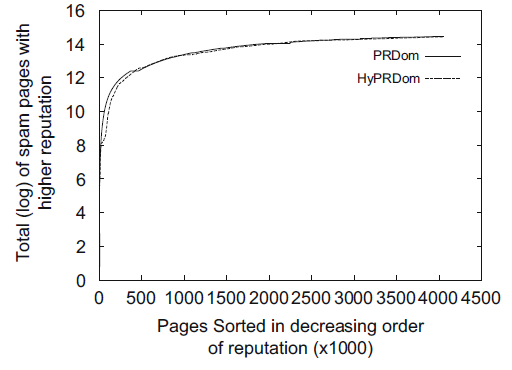 Total (log) of spam pages with
higher reputation
16
14
12
10
8
6
4
2
0
PRDom
HyPRDom
0 500 1000 1500 2000 2500 3000 3500 4000 4500
Pages Sorted in decreasing order
of reputation (x1000)